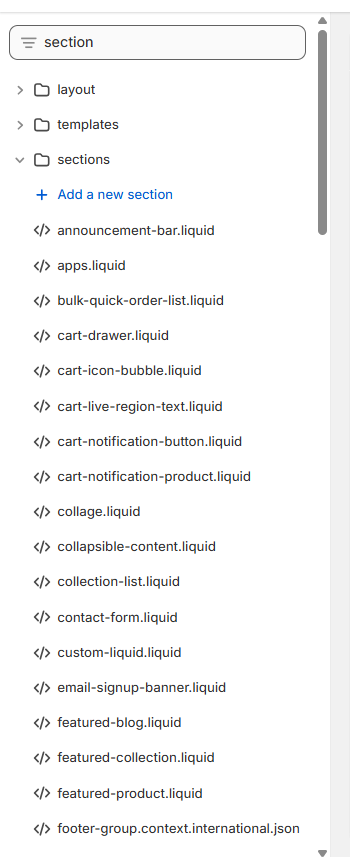 section
layout
templates
sections
+ Add a new section
</> announcement-bar.liquid
</> apps.liquid
</> bulk-quick-order-list.liquid
</> cart-drawer.liquid
</> cart-icon-bubble.liquid
</> cart-live-region-text.liquid
</> cart-notification-button.liquid
</> cart-notification-product.liquid
</> collage.liquid
</> collapsible-content.liquid
</> collection-list.liquid
</> contact-form.liquid
</> custom-liquid.liquid
</> email-signup-banner.liquid
</> featured-blog.liquid
</> featured-collection.liquid
</> featured-product.liquid
</> footer-group.context.international.json